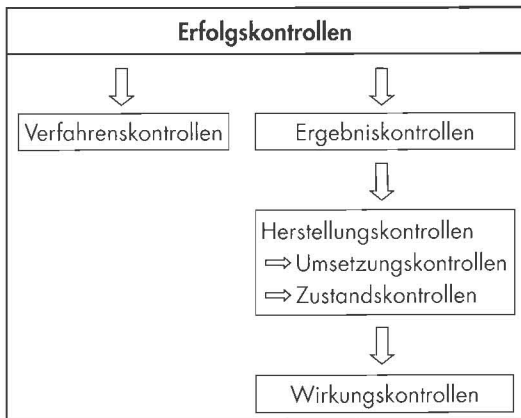 Erfolgskontrollen
Verfahrenskontrollen
Ergebniskontrollen
Herstellungskontrollen
⇨ Umsetzungskontrollen
⇨ Zustandskontrollen
Wirkungskontrollen